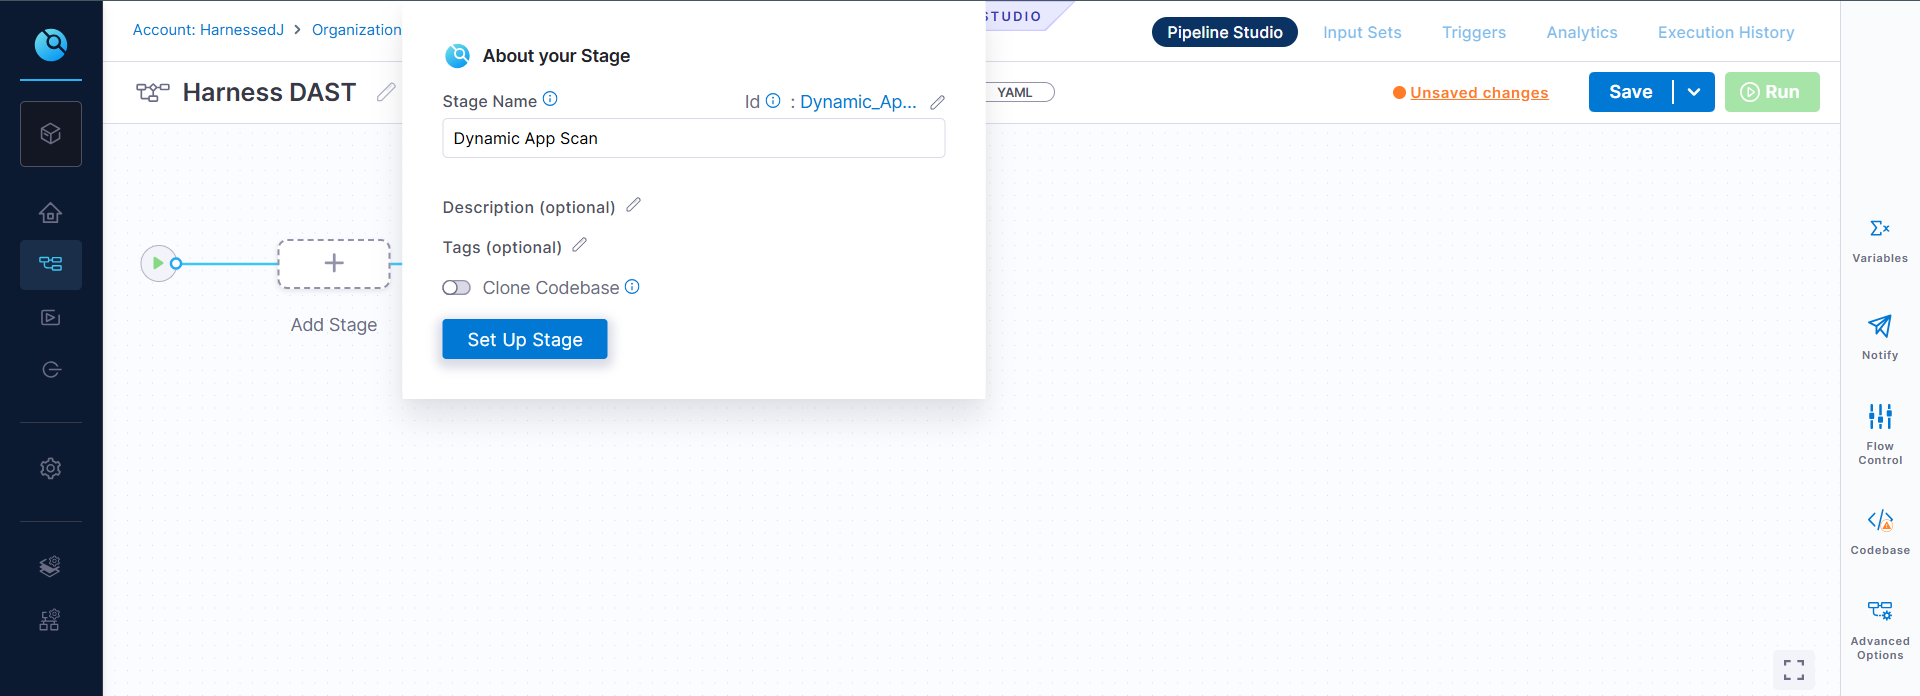 Account: HarnessedJ > Organization
STUDIO
Pipeline Studio
Input Sets
Triggers
Analytics
Execution History
Harness DAST
YAML
Unsaved changes
Save
Run
About your Stage
Stage Name
Id : Dynamic_Ap...
Dynamic App Scan
Description (optional)
Tags (optional)
Clone Codebase
Set Up Stage
Add Stage
Variables
Notify
Flow
Control
Codebase
Advanced
Options